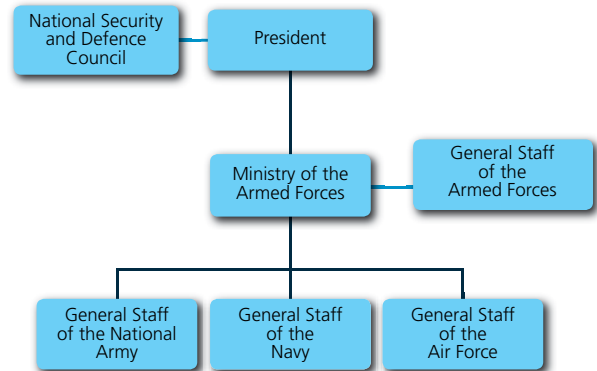 National Security
and Defence
Council
President
Ministry of the
Armed Forces
General Staff
of the
Armed Forces
General Staff
of the National
Army
General Staff
of the
Navy
General Staff
of the
Air Force